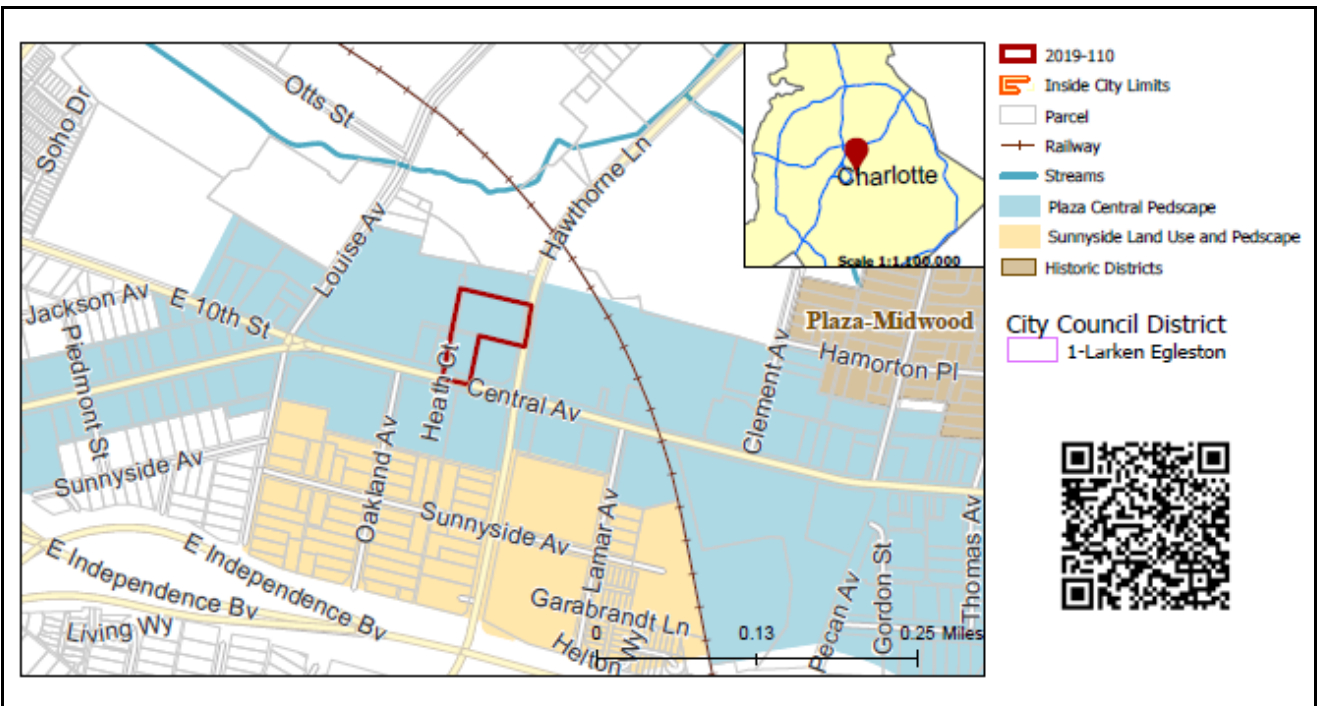 Otts St
Soho Dr
Hawthorne Ln
Louise Av
Jackson Av
E 10th St
Piedmont St
Heath Ct
Central Av
Oakland Av
Sunnyside Av
Sunnyside Av
Lamar Av
E Independence Bv
E Independence Bv
Living Wy
Garabrandt Ln
Helton Wy
Clement Av
Plaza-Midwood
Hamorton Pl
Pecan Av
Gordon St
Thomas Av
0
0.13
0.25 Miles
Charlotte
Scale 1:1,100,000
2019-110
Inside City Limits
Parcel
Railway
Streams
Plaza Central Pedscape
Sunnyside Land Use and Pedscape
Historic Districts
City Council District
1-Larken Egleston